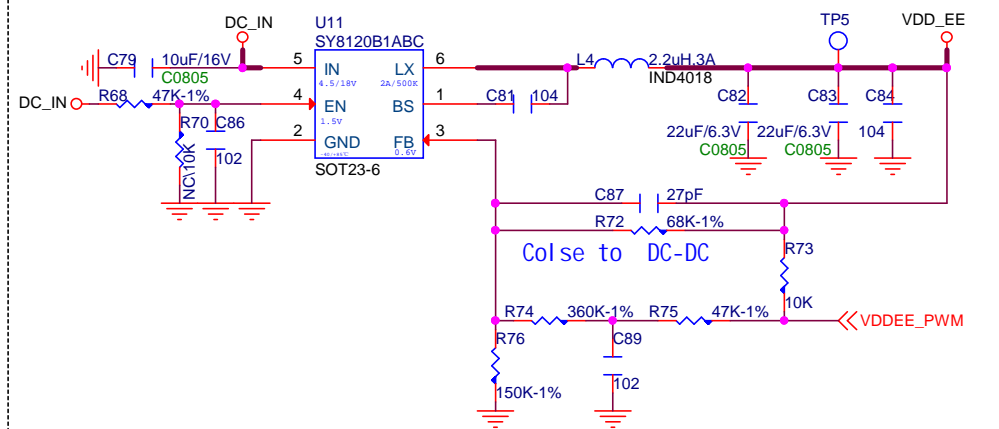 DC_IN
U11
SY8120B1ABC
TP5
VDD_EE
C79
10uF/16V
C0805
5
IN
4.5/18V
LX
2A/500K
6
L4
2.2uH.3A
IND4018
DC_IN
R68
47K-1%
4
EN
1.5V
BS
1
C81
104
C82
C83
C84
R70
C86
2
GND
FB
0.6V
3
22uF/6.3V
22uF/6.3V
104
C0805
C0805
NC\10K
102
SOT23-6
C87
27pF
R72
68K-1%
Colse to DC-DC
R73
10K
R74
360K-1%
R75
47K-1%
VDDEE_PWM
R76
C89
150K-1%
102